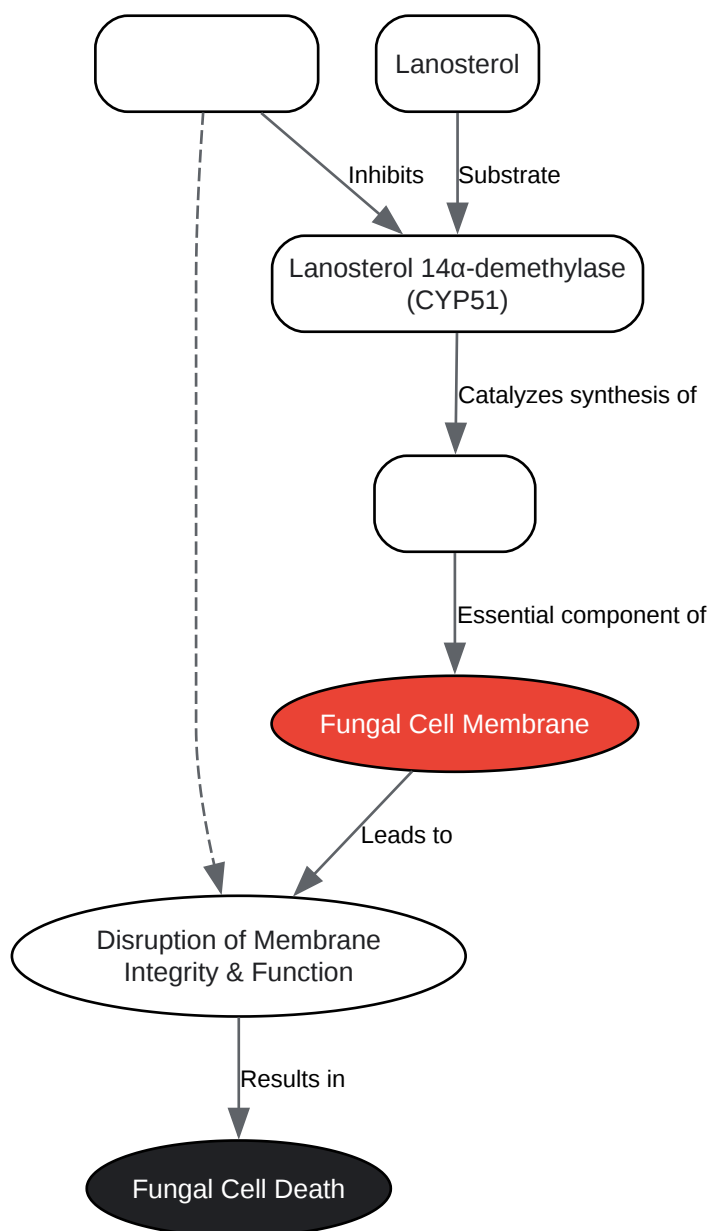 Lanosterol
Inhibits
Substrate
Lanosterol 14α-demethylase
(CYP51)
Catalyzes synthesis of
Essential component of
Fungal Cell Membrane
Leads to
Disruption of Membrane
Integrity & Function
Results in
Fungal Cell Death